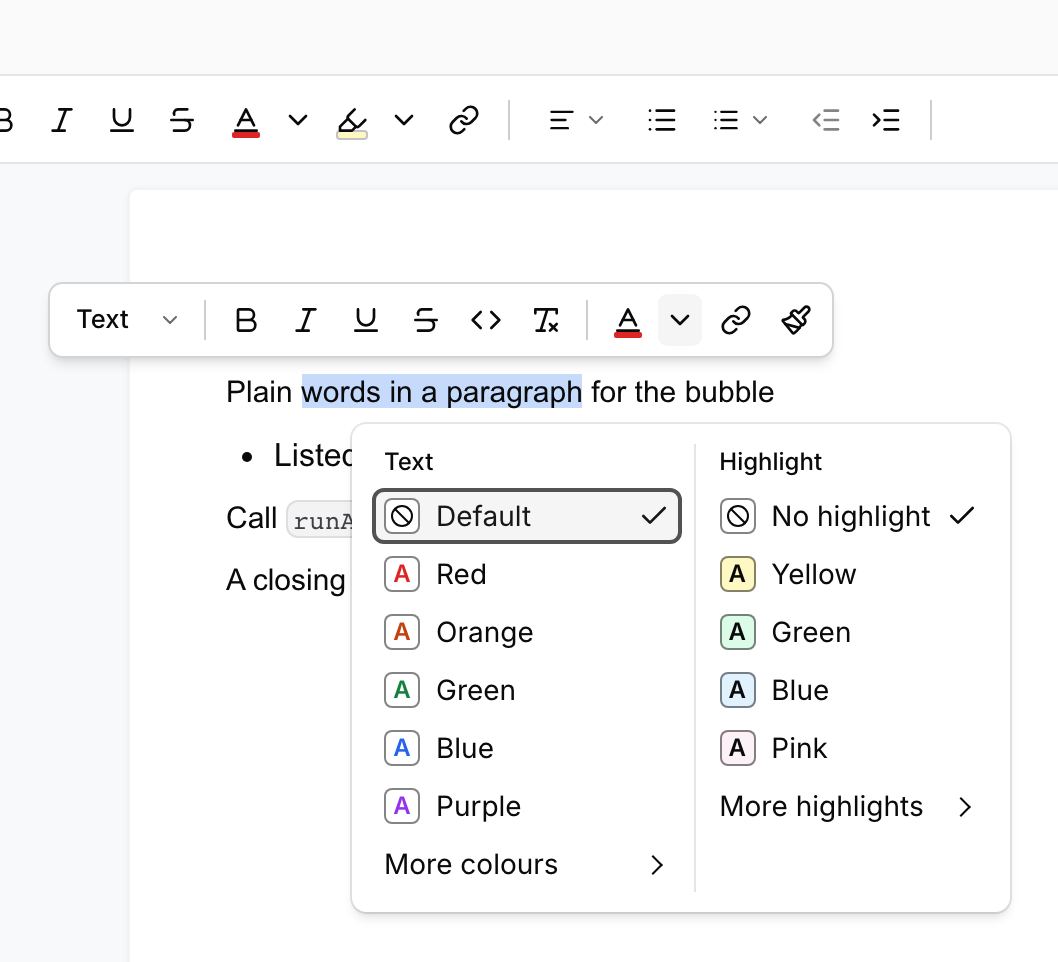 B I U S A
Text B I U S A
Plain words in a paragraph for the bubble
Listed
Call runA
A closing
Text
Default
A Red
A Orange
A Green
A Blue
A Purple
More colours
Highlight
No highlight
A Yellow
A Green
A Blue
A Pink
More highlights